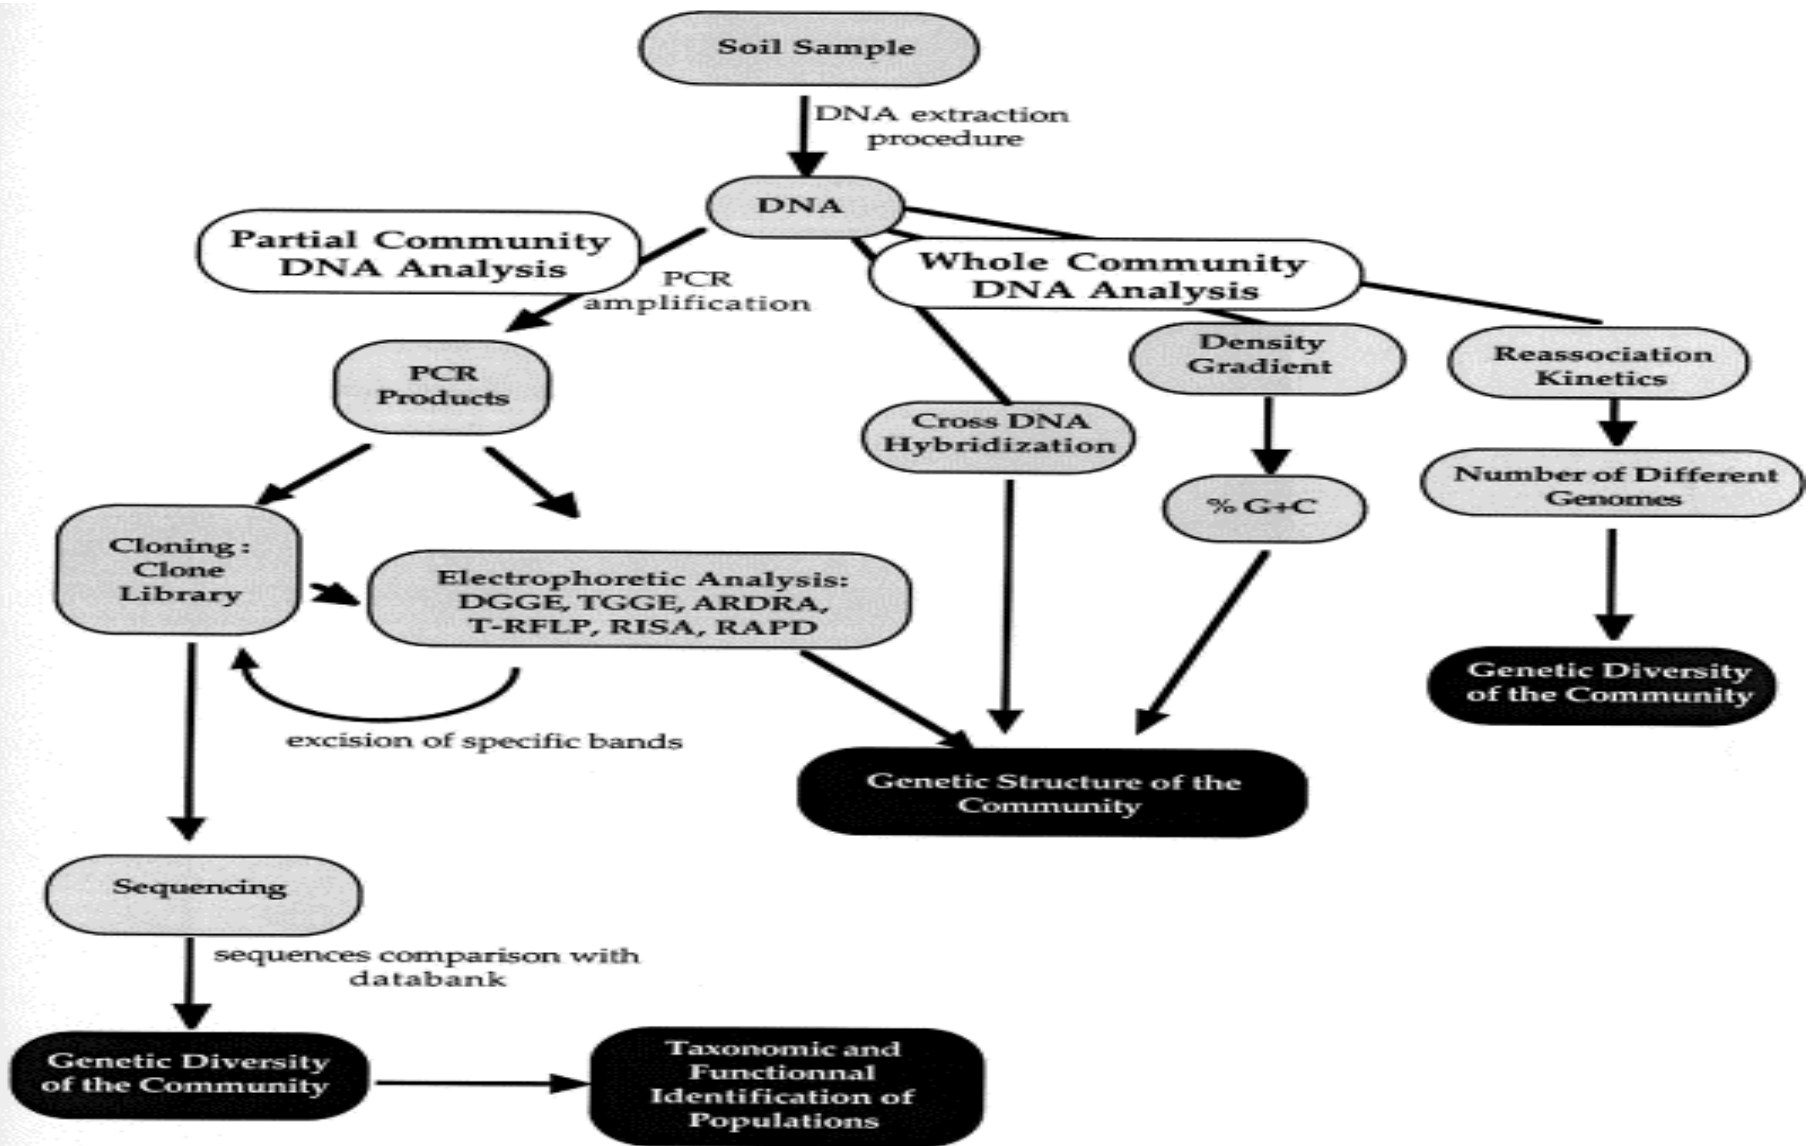 Soil Sample
DNA extraction
procedure
DNA
Partial Community
DNA Analysis
PCR
amplification
Whole Community
DNA Analysis
PCR
Products
Cross DNA
Hybridization
Density
Gradient
Reassociation
Kinetics
% G+C
Number of Different
Genomes
Cloning :
Clone
Library
Electrophoretic Analysis:
DGGE, TGGE, ARDRA,
T-RFLP, RISA, RAPD
excision of specific bands
Genetic Structure of the
Community
Genetic Diversity
of the Community
Sequencing
sequences comparison with
databank
Genetic Diversity
of the Community
Taxonomic and
Functionnal
Identification of
Populations